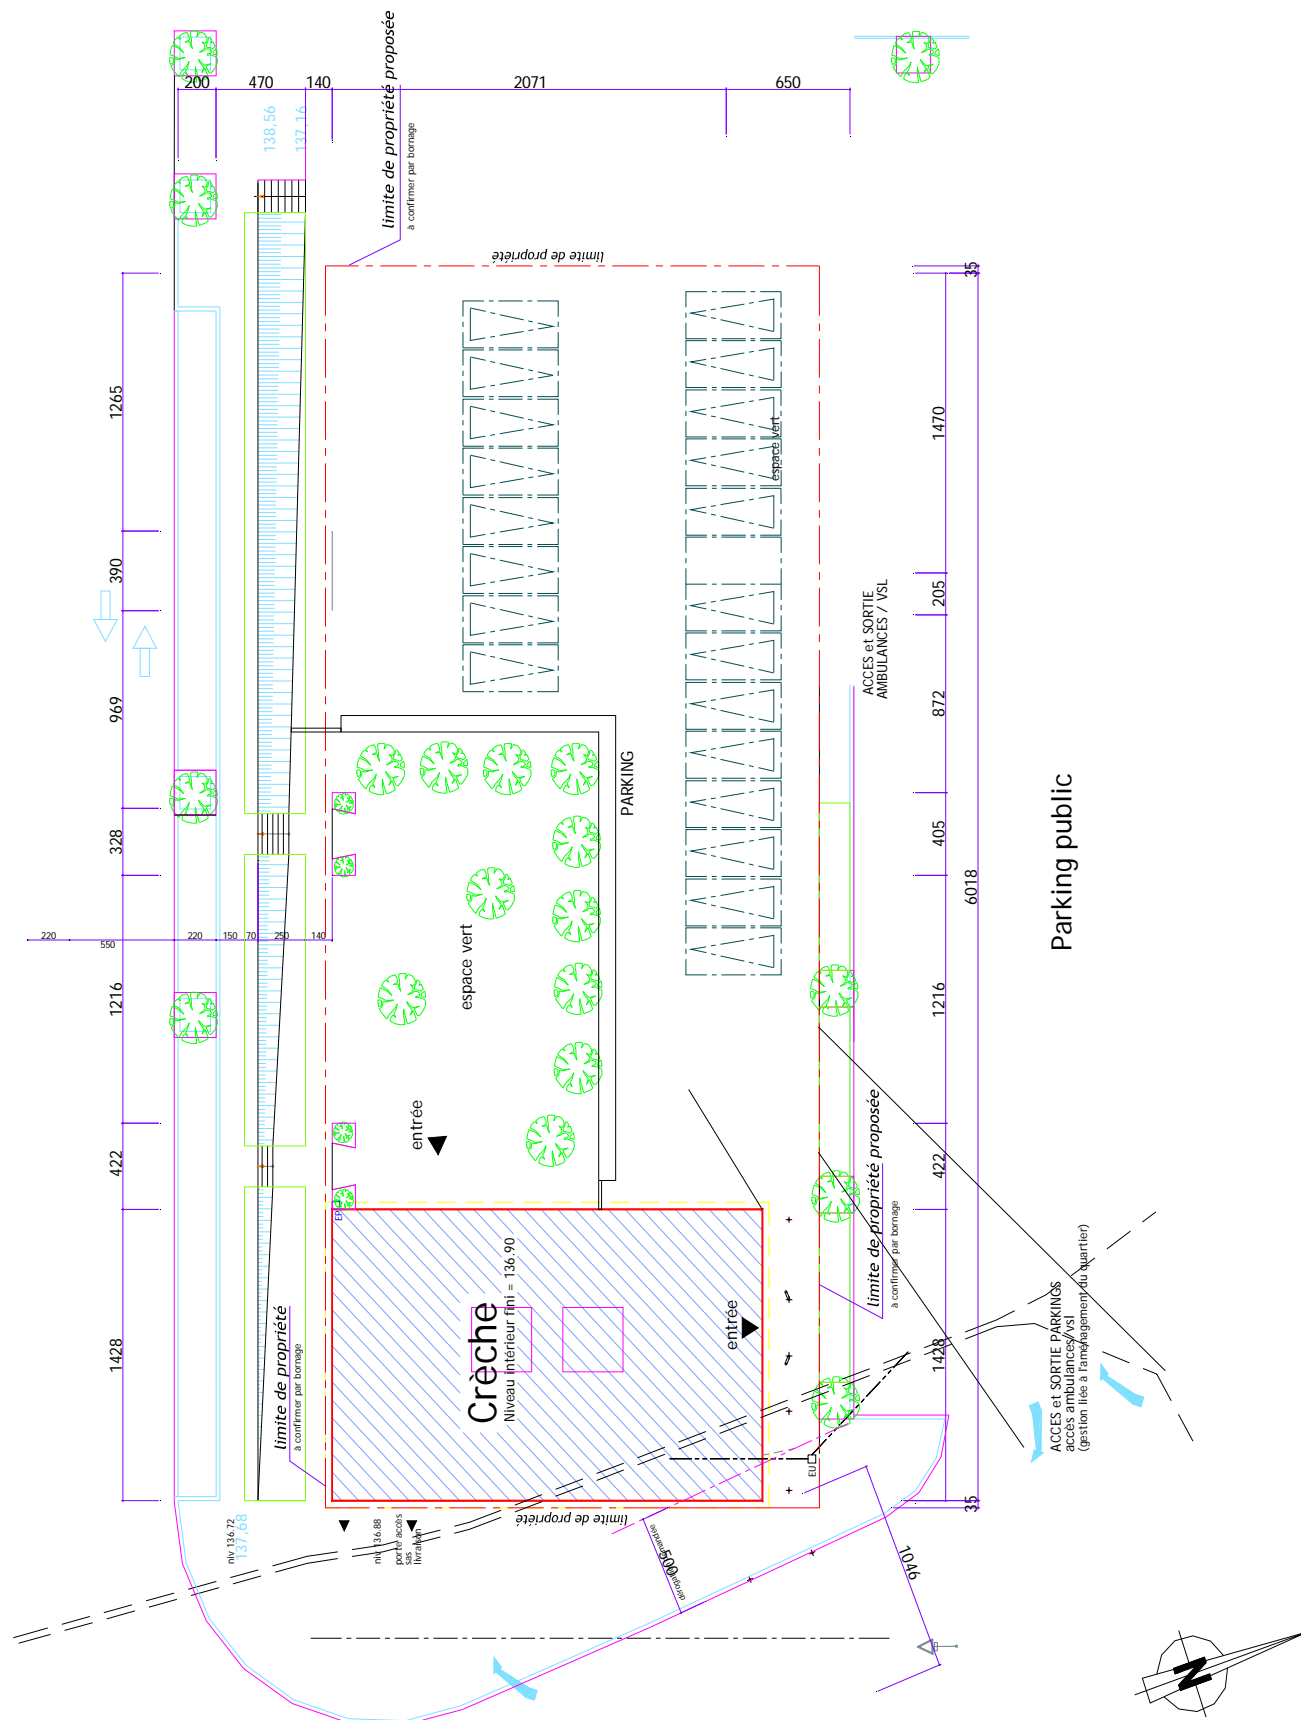 200
470
140
2071
650
138,56
137,16
limite de propriété proposée
à confirmer par bornage
limite de propriété
35
1265
390
969
328
1216
422
1428
1470
205
872
405
1216
422
1428
6018
35
espace vert
ACCES et SORTIE
AMBULANCES / VSL
PARKING
Parking public
220
550
220
150
70
250
140
espace vert
entrée
EP
limite de propriété proposée
à confirmer par bornage
Crèche
Niveau intérieur fini = 136.90
entrée
limite de propriété
à confirmer par bornage
ACCES et SORTIE PARKINGS
accès ambulances/vsl
(gestion liée à l'aménagement du quartier)
EU
niv 136.72
137,68
niv 136.88
porte accès
sas
livraison
limite de propriété
500
1046
N